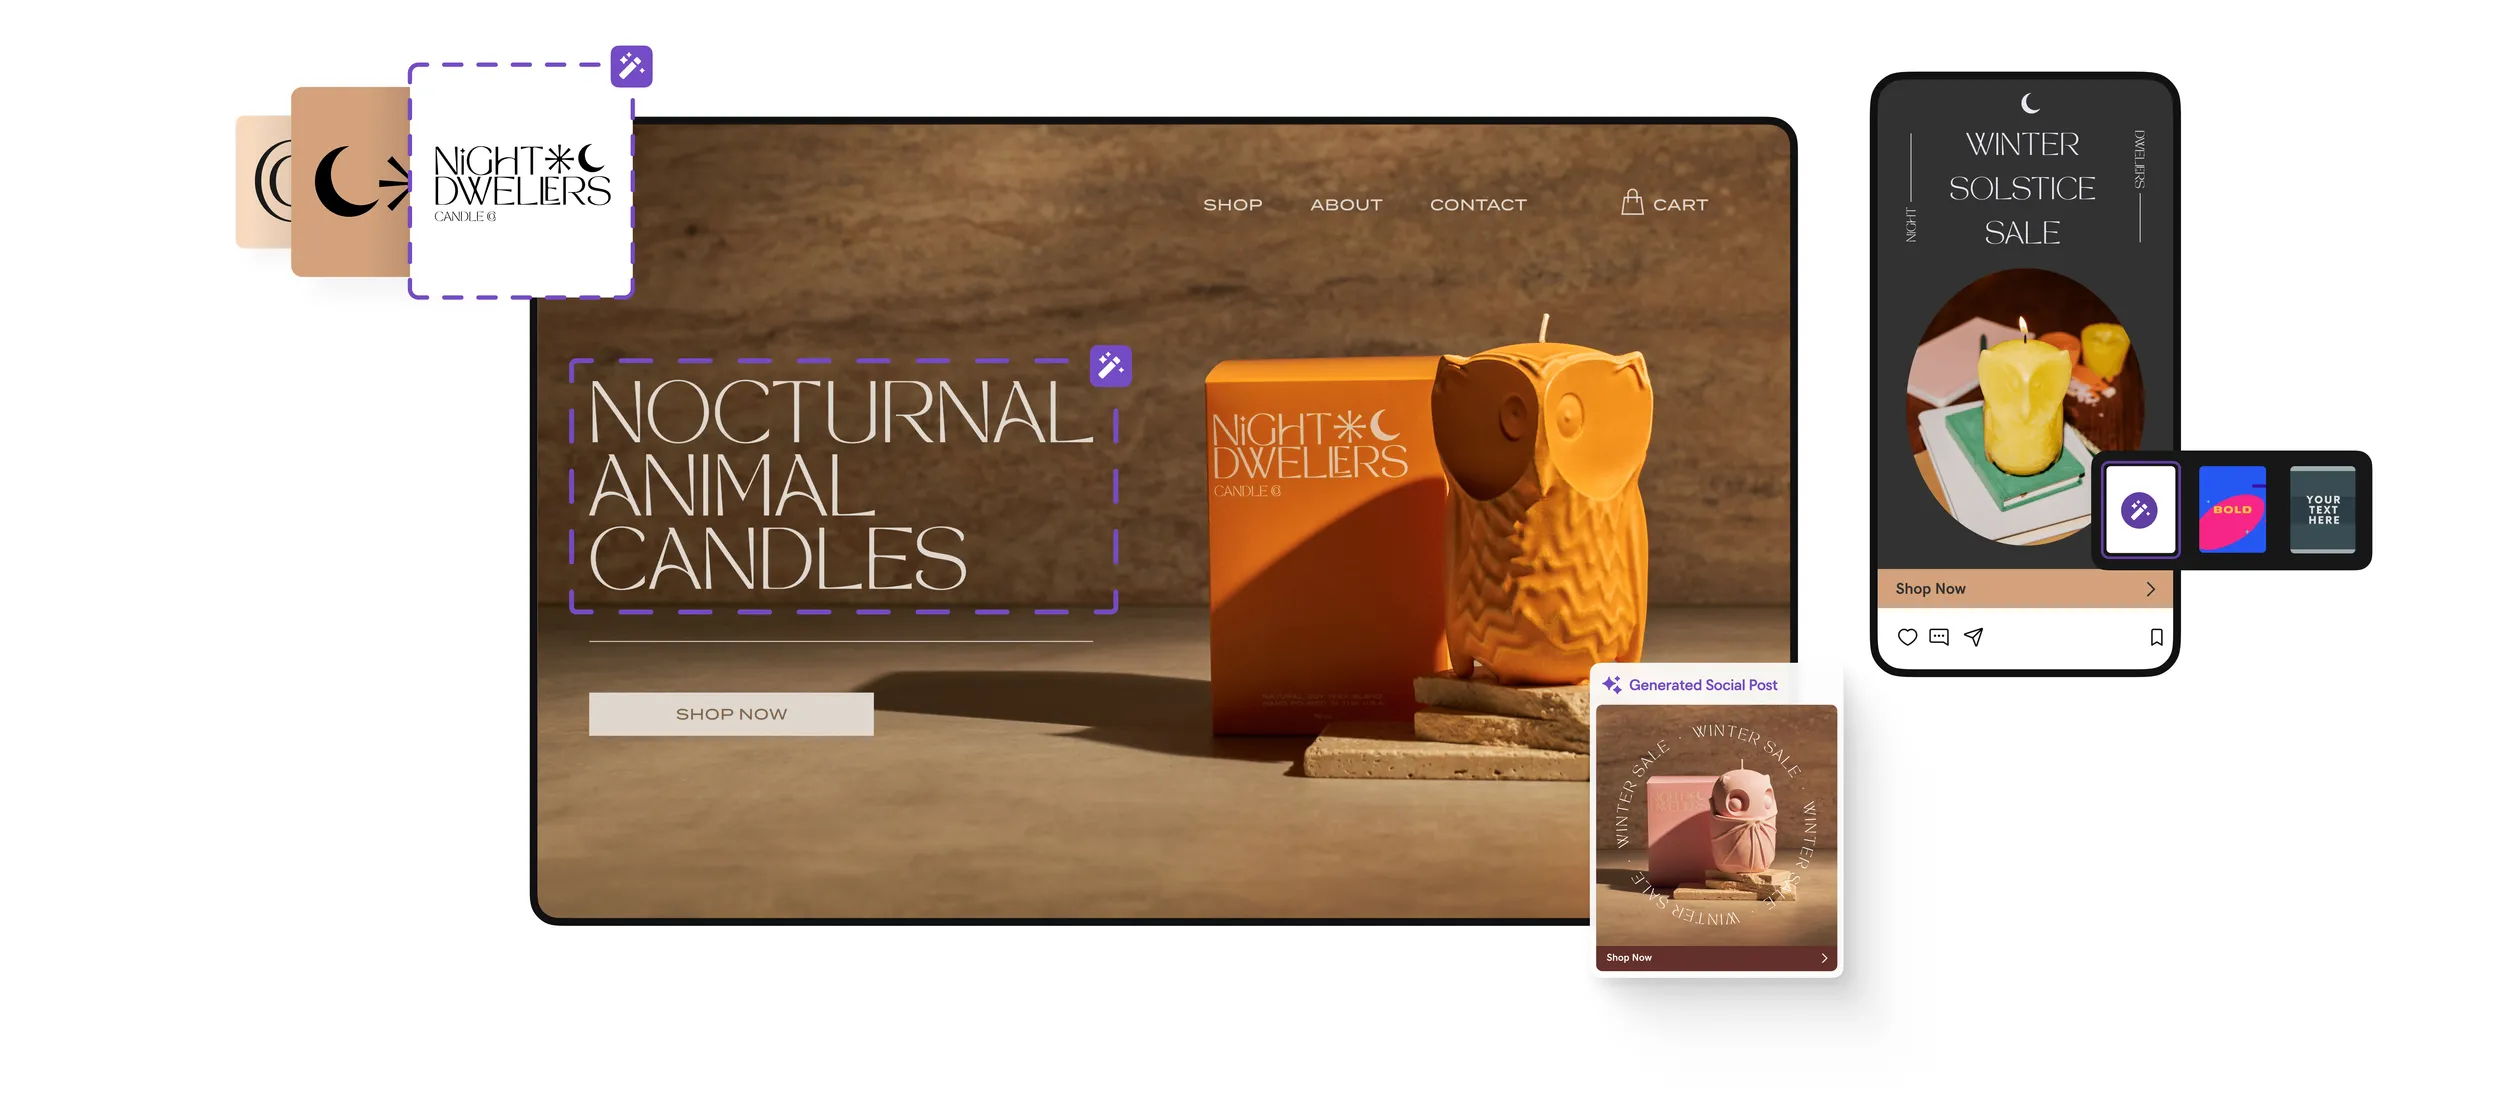 NiGHT
DWELLERS
CANDLE CO
SHOP
ABOUT
CONTACT
CART
NOCTURNAL
ANIMAL
CANDLES
SHOP NOW
NiGHT
DWELLERS
CANDLE CO
Generated Social Post
WINTER SALE · WINTER SALE · WINTER SALE · WINTER SALE · WINTER SALE ·
Shop Now
WINTER
SOLSTICE
SALE
NIGHT
DWELLERS
BOLD
YOUR
TEXT
HERE
Shop Now